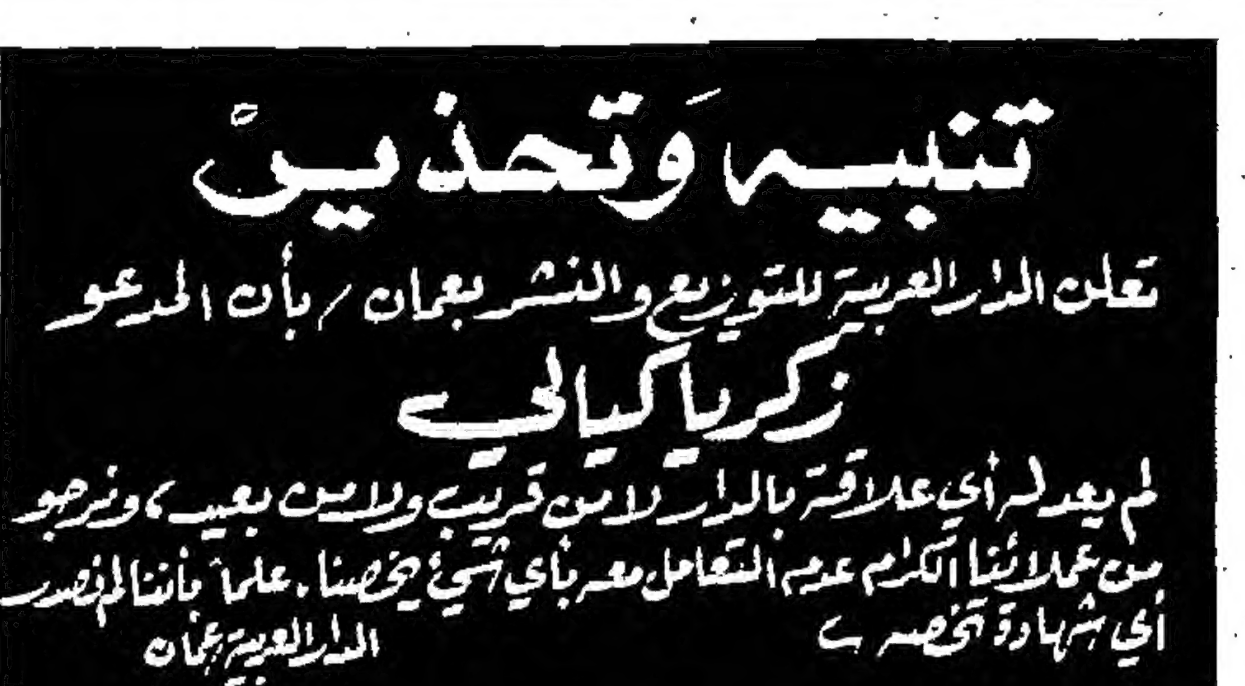 تنبيه وَتحذيرْ
تعلن الدار العربية للتوزيع والنشر بعمان / بأن المدعو
زكريا كيالي
لم يعد له أي علاقة بالدار لا من قريب ولا من بعيد ، ونرجو
من عملائنا الكرام عدم التعامل معه بأي شيء يخصنا . علماً بأننا لم نصدر
أي شهادة تخصه ،
الدار العربية عمان